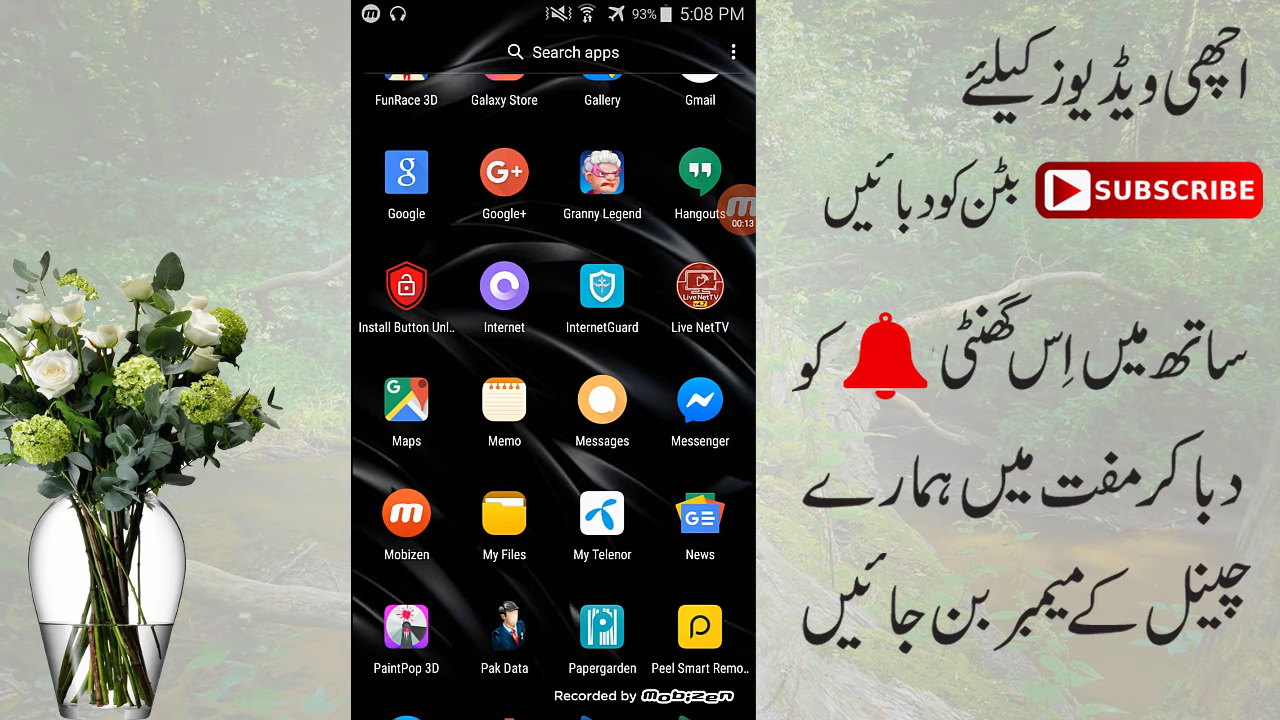 93% 5:08 PM
Search apps
FunRace 3D Galaxy Store Gallery Gmail
Google Google+ Granny Legend Hangouts
00:13
Install Button Unl.. Internet InternetGuard Live NetTV
Maps Memo Messages Messenger
Mobizen My Files My Telenor News
PaintPop 3D Pak Data Papergarden Peel Smart Remo..
Recorded by Mobizen
اچھی ویڈیوز کیلئے
SUBSCRIBE بٹن کو دبائیں
ساتھ میں اِس گھنٹی کو
دبا کر مفت میں ہمارے
چینل کے میمبر بن جائیں